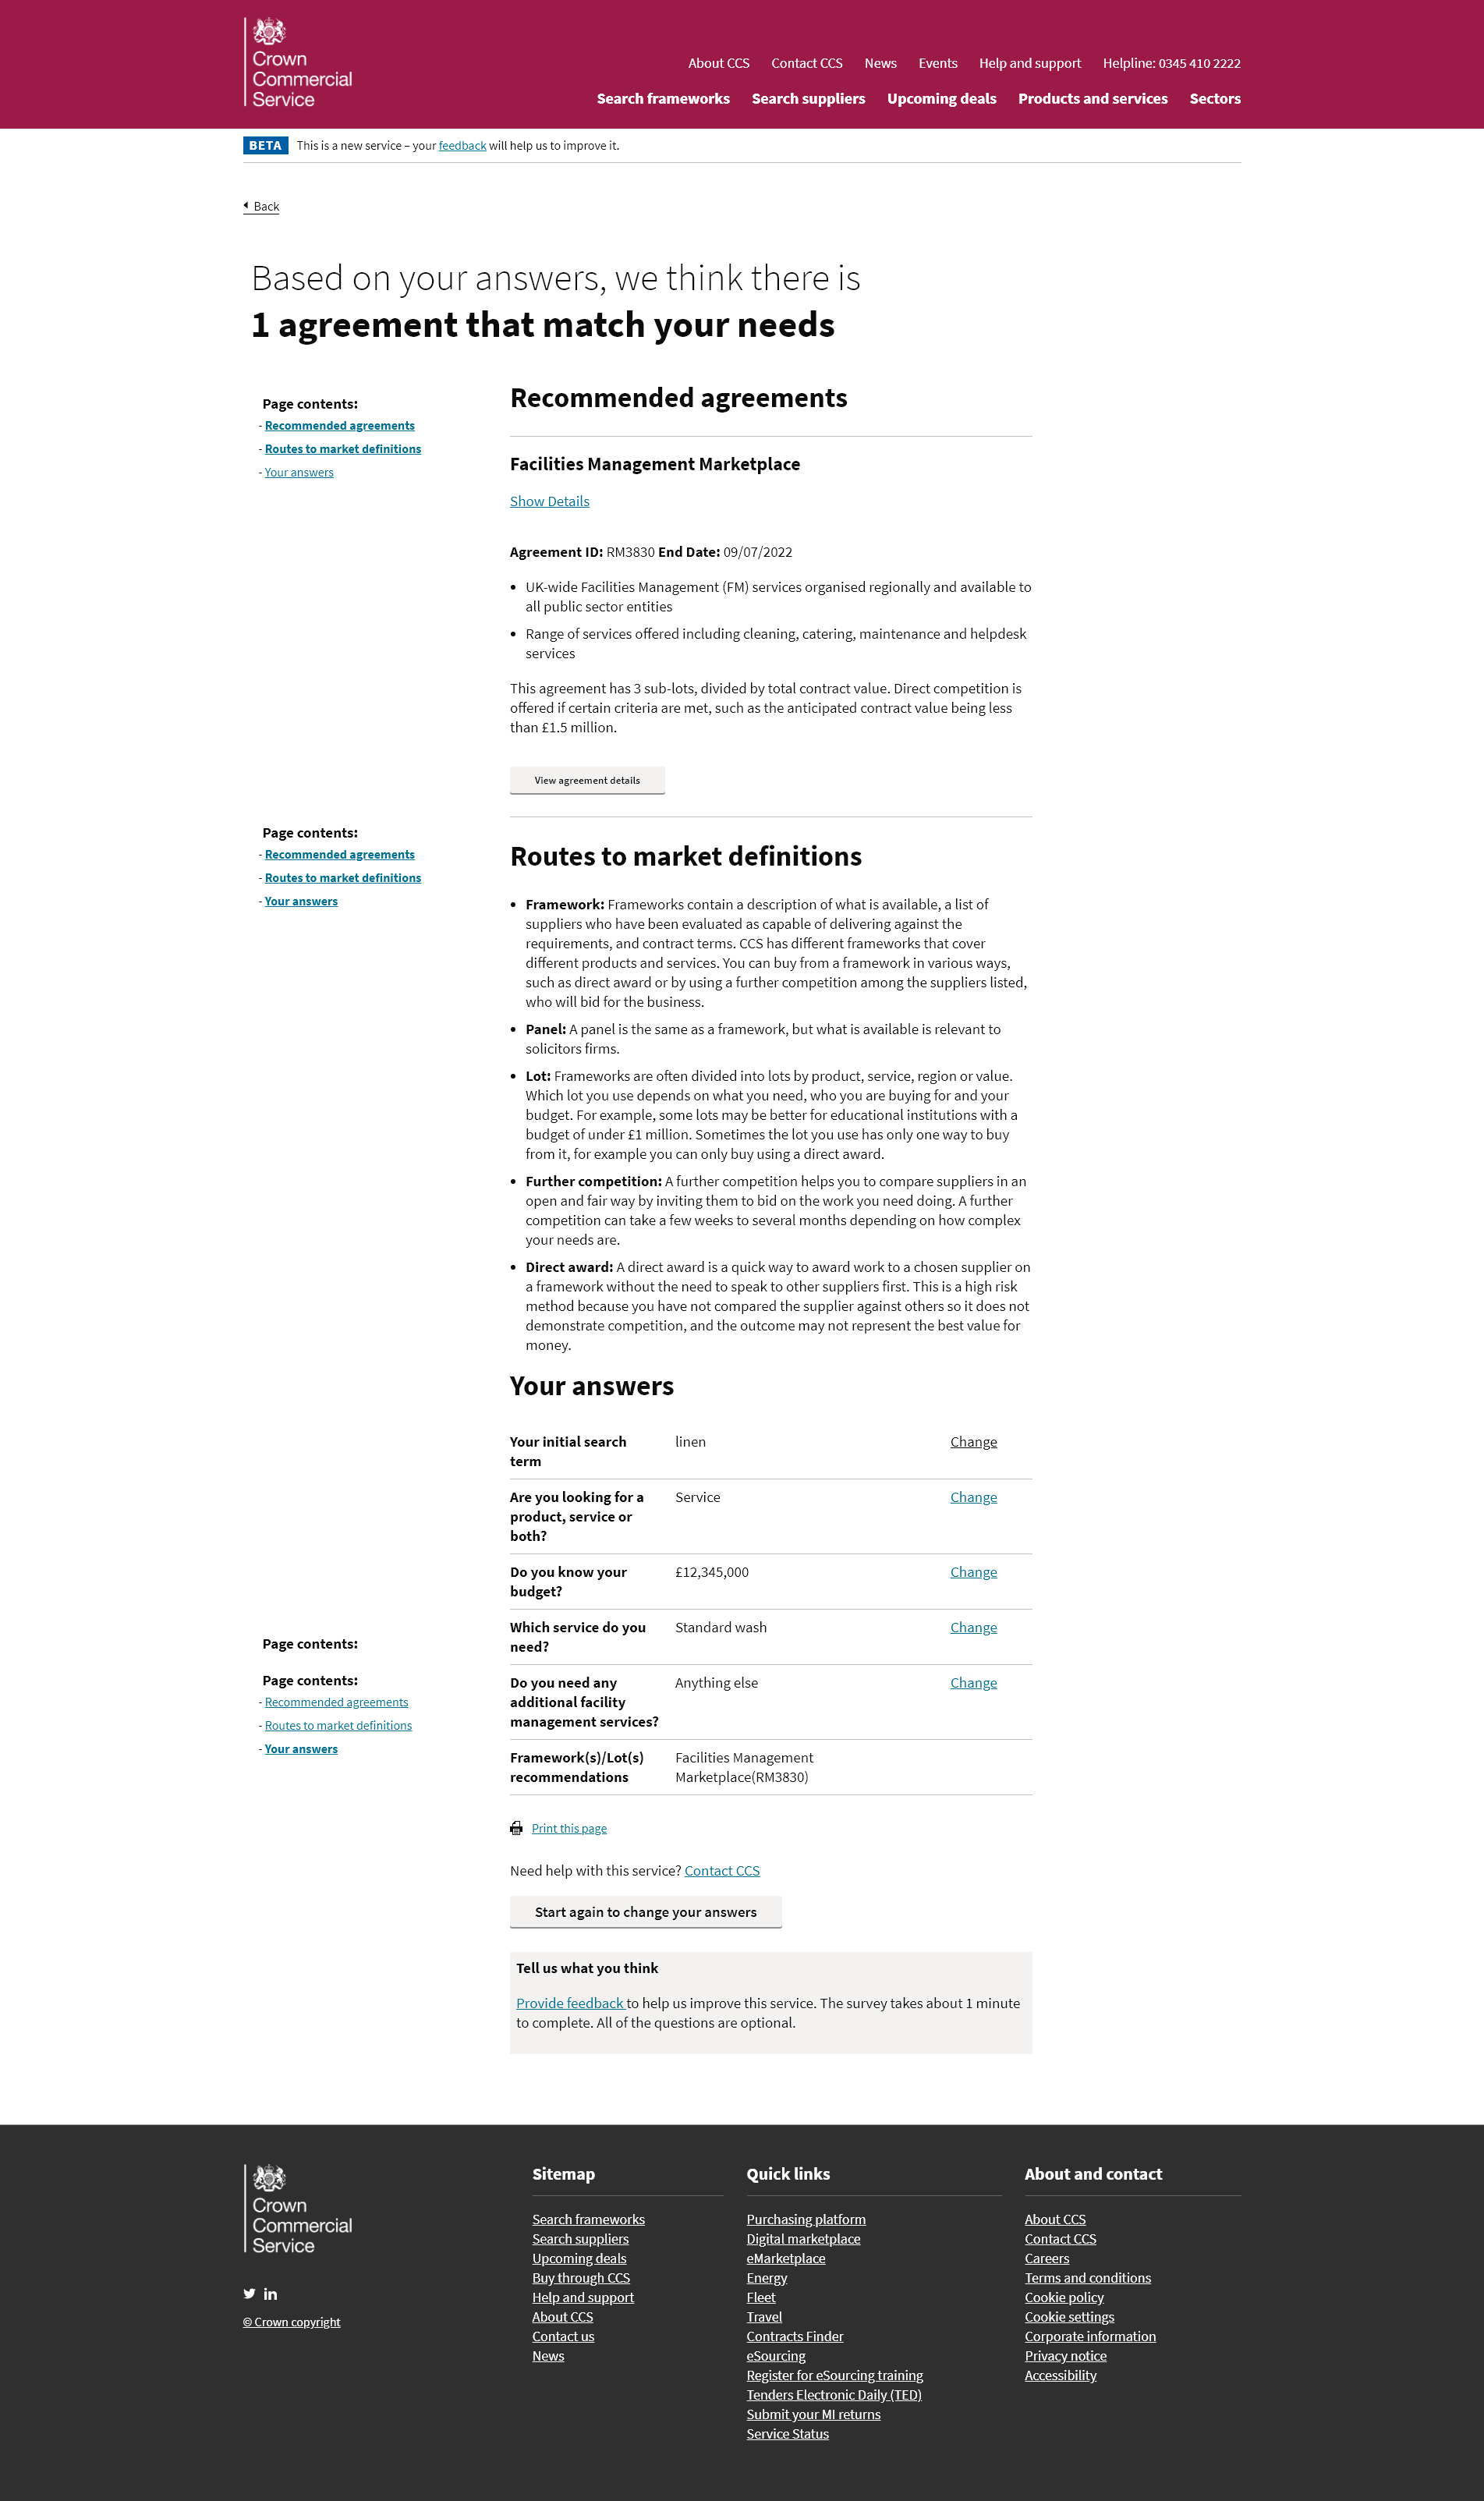 Crown
Commercial
Service
About CCS Contact CCS News Events Help and support Helpline: 0345 410 2222
Search frameworks Search suppliers Upcoming deals Products and services Sectors
BETA This is a new service – your feedback will help us to improve it.
Back
Based on your answers, we think there is
1 agreement that match your needs
Page contents:
- Recommended agreements
- Routes to market definitions
- Your answers
Recommended agreements
Facilities Management Marketplace
Show Details
Agreement ID: RM3830 End Date: 09/07/2022
• UK-wide Facilities Management (FM) services organised regionally and available to
all public sector entities
• Range of services offered including cleaning, catering, maintenance and helpdesk
services
This agreement has 3 sub-lots, divided by total contract value. Direct competition is
offered if certain criteria are met, such as the anticipated contract value being less
than £1.5 million.
View agreement details
Page contents:
- Recommended agreements
- Routes to market definitions
- Your answers
Routes to market definitions
• Framework: Frameworks contain a description of what is available, a list of
suppliers who have been evaluated as capable of delivering against the
requirements, and contract terms. CCS has different frameworks that cover
different products and services. You can buy from a framework in various ways,
such as direct award or by using a further competition among the suppliers listed,
who will bid for the business.
• Panel: A panel is the same as a framework, but what is available is relevant to
solicitors firms.
• Lot: Frameworks are often divided into lots by product, service, region or value.
Which lot you use depends on what you need, who you are buying for and your
budget. For example, some lots may be better for educational institutions with a
budget of under £1 million. Sometimes the lot you use has only one way to buy
from it, for example you can only buy using a direct award.
• Further competition: A further competition helps you to compare suppliers in an
open and fair way by inviting them to bid on the work you need doing. A further
competition can take a few weeks to several months depending on how complex
your needs are.
• Direct award: A direct award is a quick way to award work to a chosen supplier on
a framework without the need to speak to other suppliers first. This is a high risk
method because you have not compared the supplier against others so it does not
demonstrate competition, and the outcome may not represent the best value for
money.
Your answers
Your initial search linen Change
term
Are you looking for a Service Change
product, service or
both?
Do you know your £12,345,000 Change
budget?
Which service do you Standard wash Change
need?
Do you need any Anything else Change
additional facility
management services?
Framework(s)/Lot(s) Facilities Management
recommendations Marketplace(RM3830)
Page contents:
Page contents:
- Recommended agreements
- Routes to market definitions
- Your answers
Print this page
Need help with this service? Contact CCS
Start again to change your answers
Tell us what you think
Provide feedback to help us improve this service. The survey takes about 1 minute
to complete. All of the questions are optional.
Crown
Commercial
Service
© Crown copyright
Sitemap
Search frameworks
Search suppliers
Upcoming deals
Buy through CCS
Help and support
About CCS
Contact us
News
Quick links
Purchasing platform
Digital marketplace
eMarketplace
Energy
Fleet
Travel
Contracts Finder
eSourcing
Register for eSourcing training
Tenders Electronic Daily (TED)
Submit your MI returns
Service Status
About and contact
About CCS
Contact CCS
Careers
Terms and conditions
Cookie policy
Cookie settings
Corporate information
Privacy notice
Accessibility